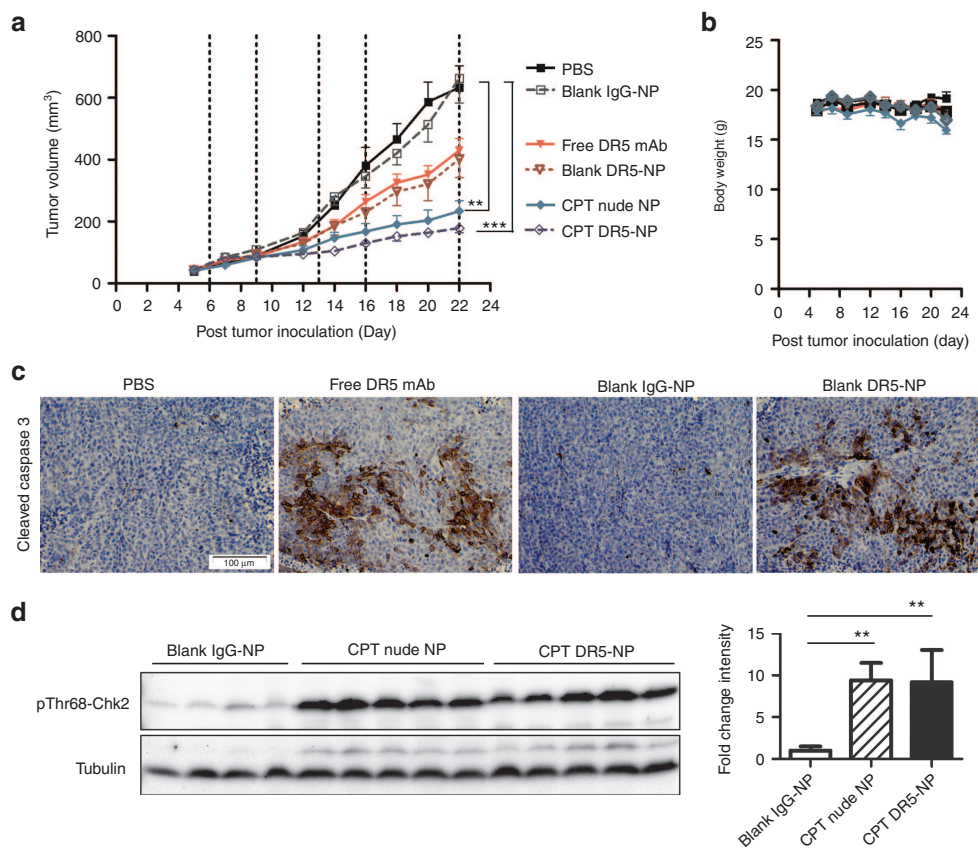 a
Tumor volume (mm³)
800
600
400
200
0
0 2 4 6 8 10 12 14 16 18 20 22 24
Post tumor inoculation (Day)
**
***
PBS
Blank IgG-NP
Free DR5 mAb
Blank DR5-NP
CPT nude NP
CPT DR5-NP
b
Body weight (g)
25
20
15
10
5
0
0 4 8 12 16 20 24
Post tumor inoculation (day)
c
PBS Free DR5 mAb Blank IgG-NP Blank DR5-NP
Cleaved caspase 3
100 μm
d
Blank IgG-NP CPT nude NP CPT DR5-NP
pThr68-Chk2
Tubulin
Fold change intensity
15
10
5
0
**
**
Blank IgG-NP
CPT nude NP
CPT DR5-NP